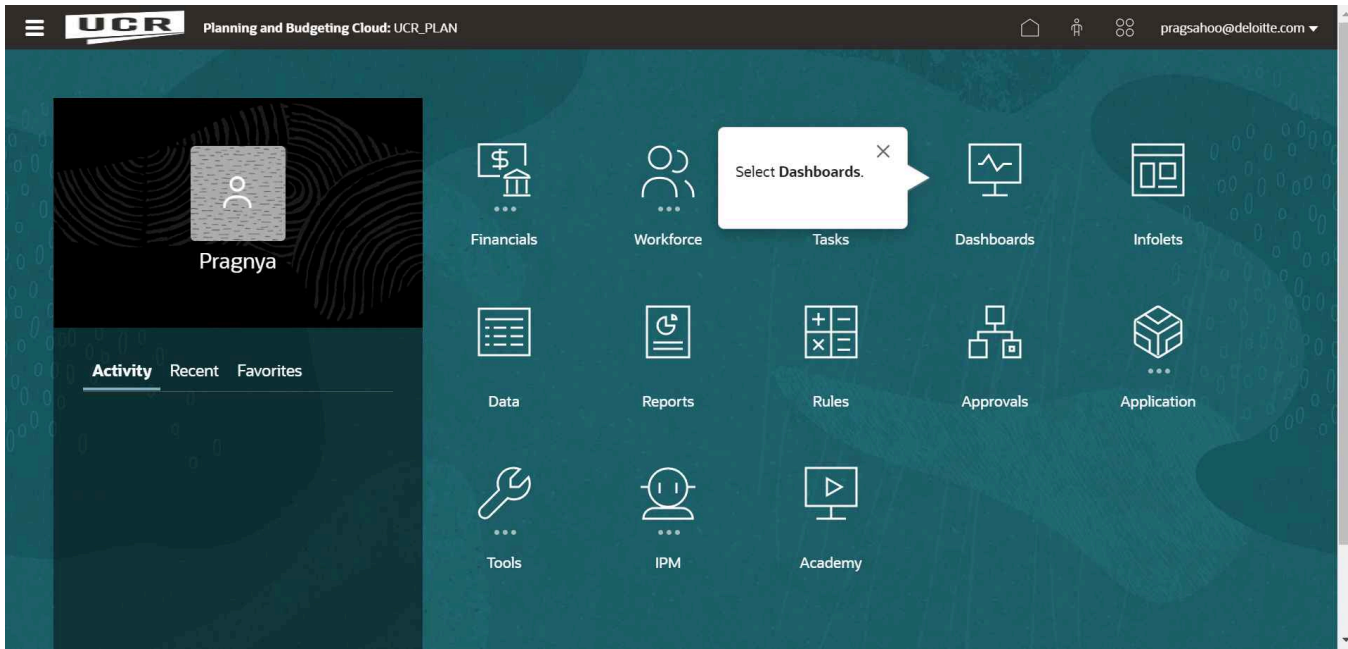 UCR Planning and Budgeting Cloud: UCR_PLAN pragsahoo@deloitte.com
Pragnya
Activity Recent Favorites
Select Dashboards.
Financials Workforce Tasks Dashboards Infolets
Data Reports Rules Approvals Application
Tools IPM Academy